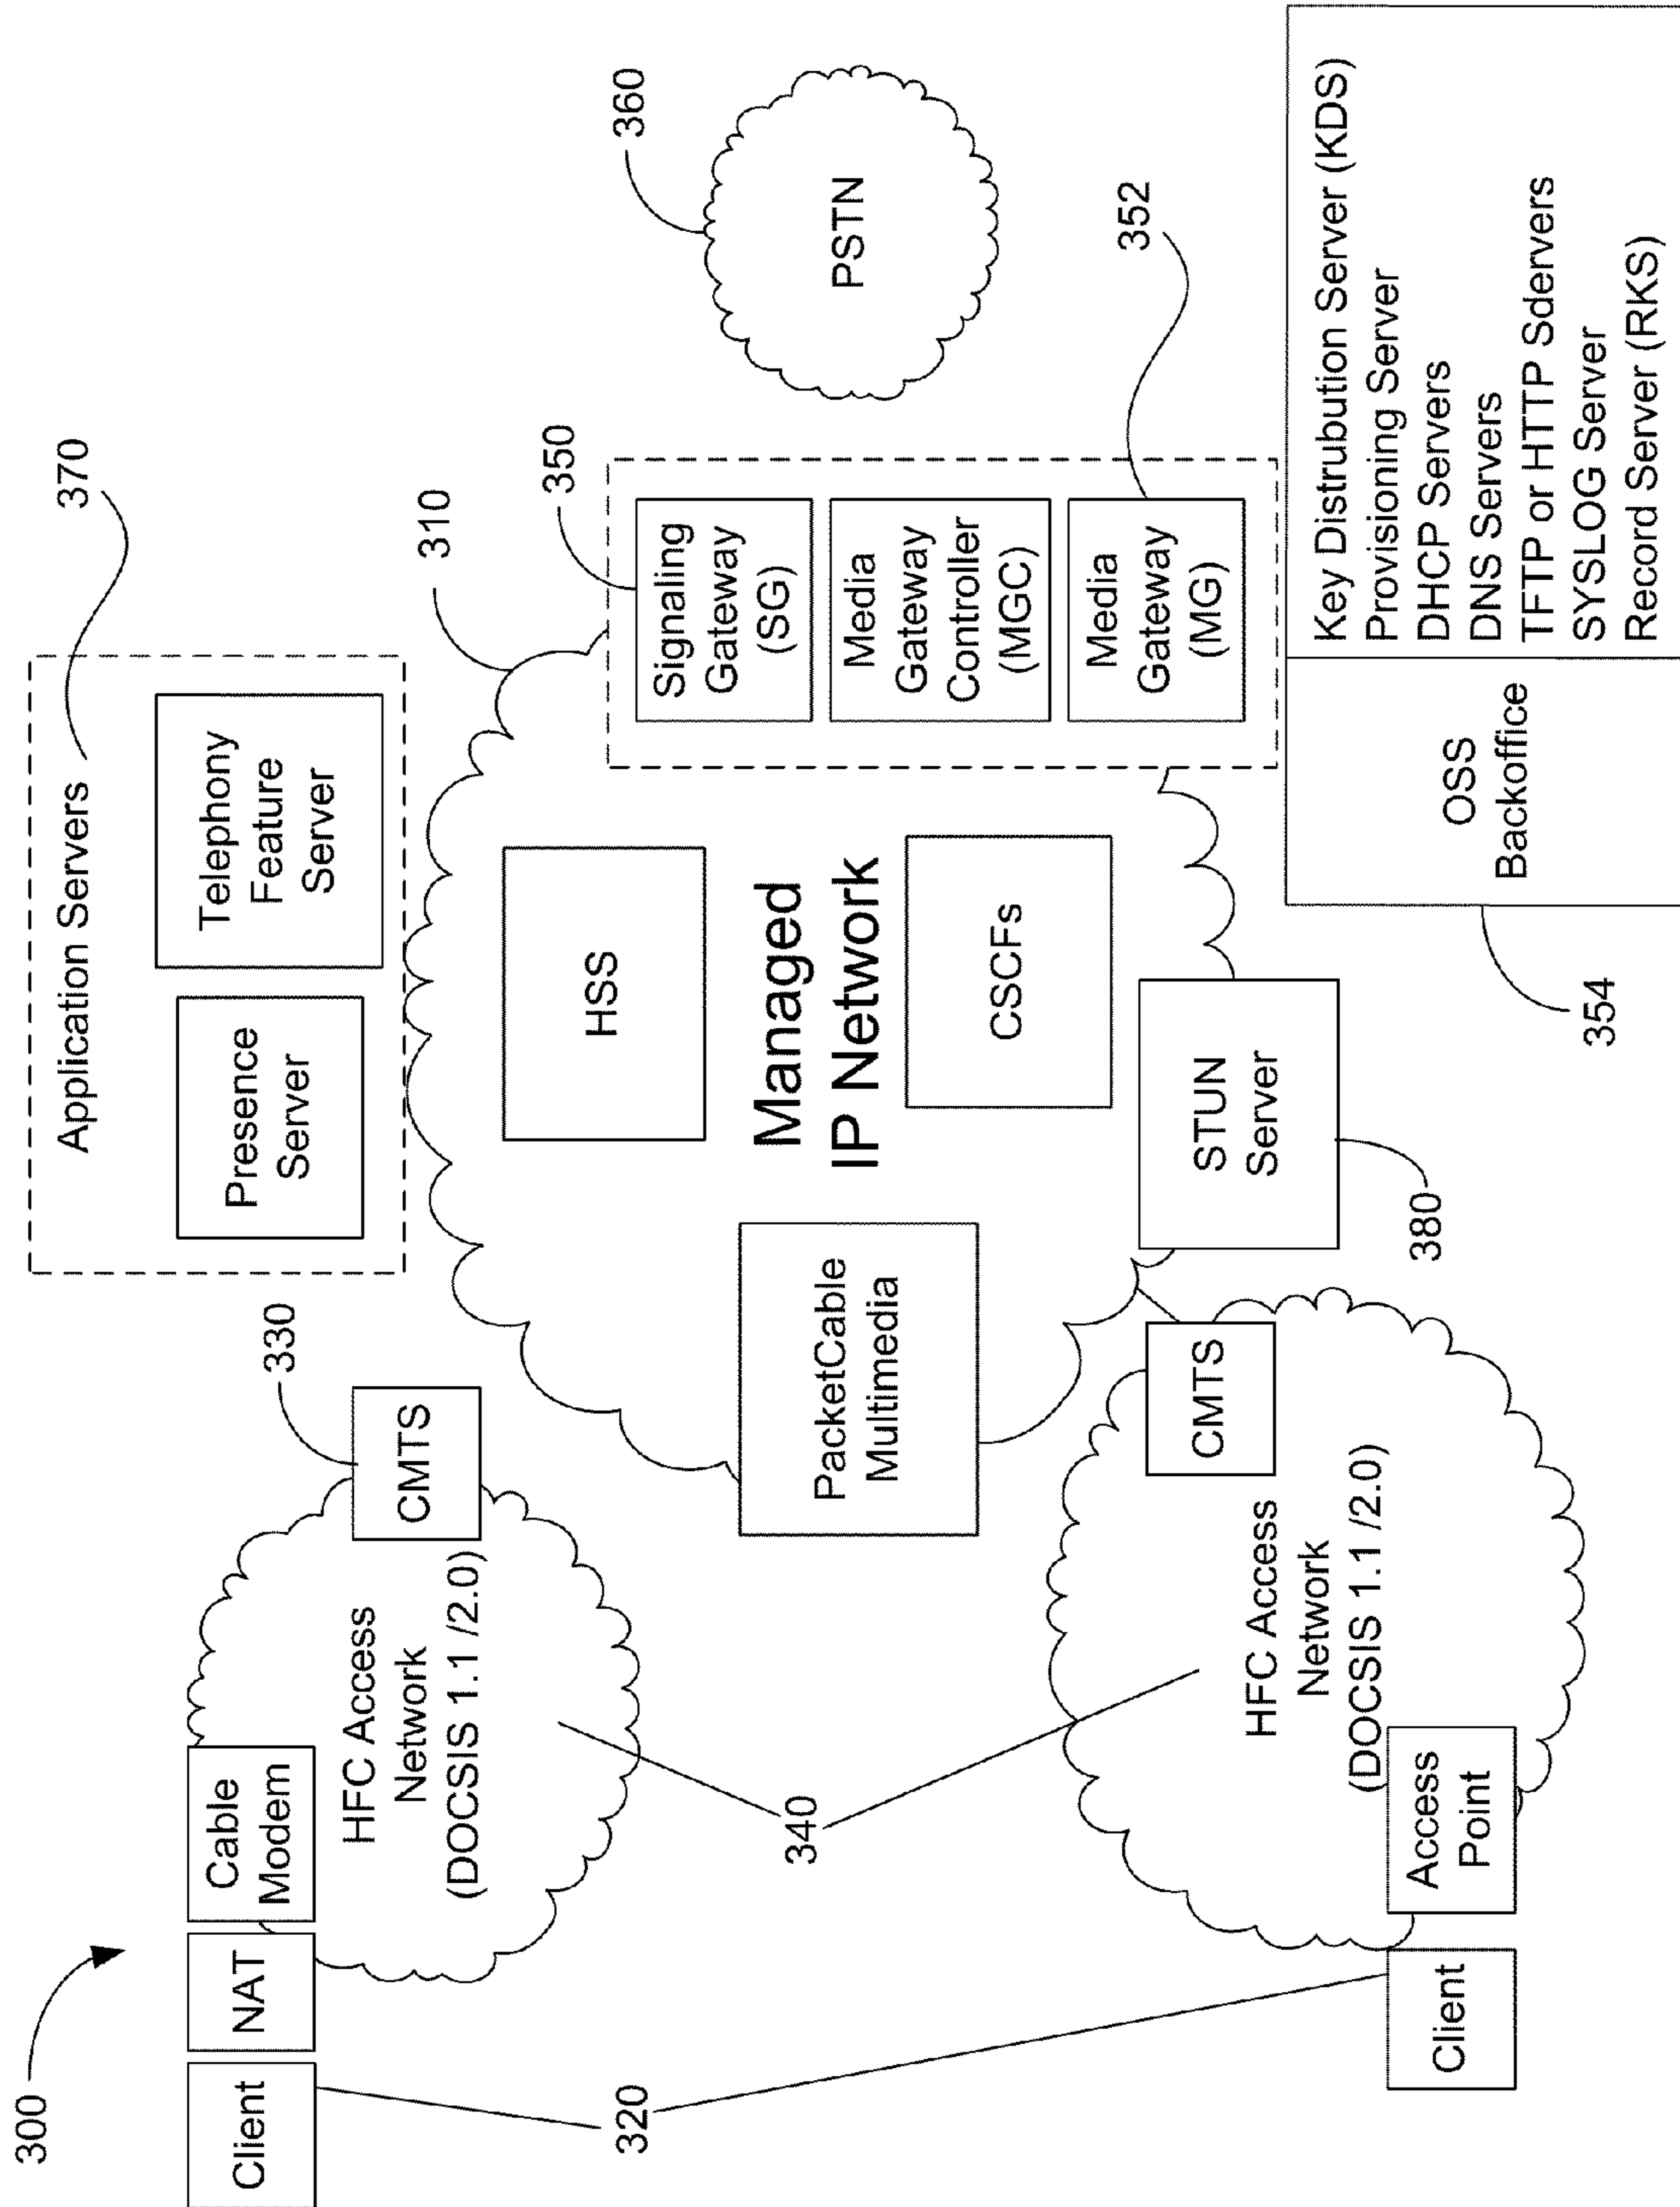 300
Client
NAT
Cable
Modem
HFC Access
Network
(DOCSIS 1.1 /2.0)
CMTS
330
Application Servers
370
Presence
Server
Telephony
Feature
Server
310
HSS
Managed
IP Network
CSCFs
PacketCable
Multimedia
350
Signaling
Gateway
(SG)
Media
Gateway
Controller
(MGC)
Media
Gateway
(MG)
352
360
PSTN
320
340
Client
Access
Point
HFC Access
Network
(DOCSIS 1.1 /2.0)
CMTS
STUN
Server
380
OSS
Backoffice
354
Key Distrubution Server (KDS)
Provisioning Server
DHCP Servers
DNS Servers
TFTP or HTTP Sdervers
SYSLOG Server
Record Server (RKS)